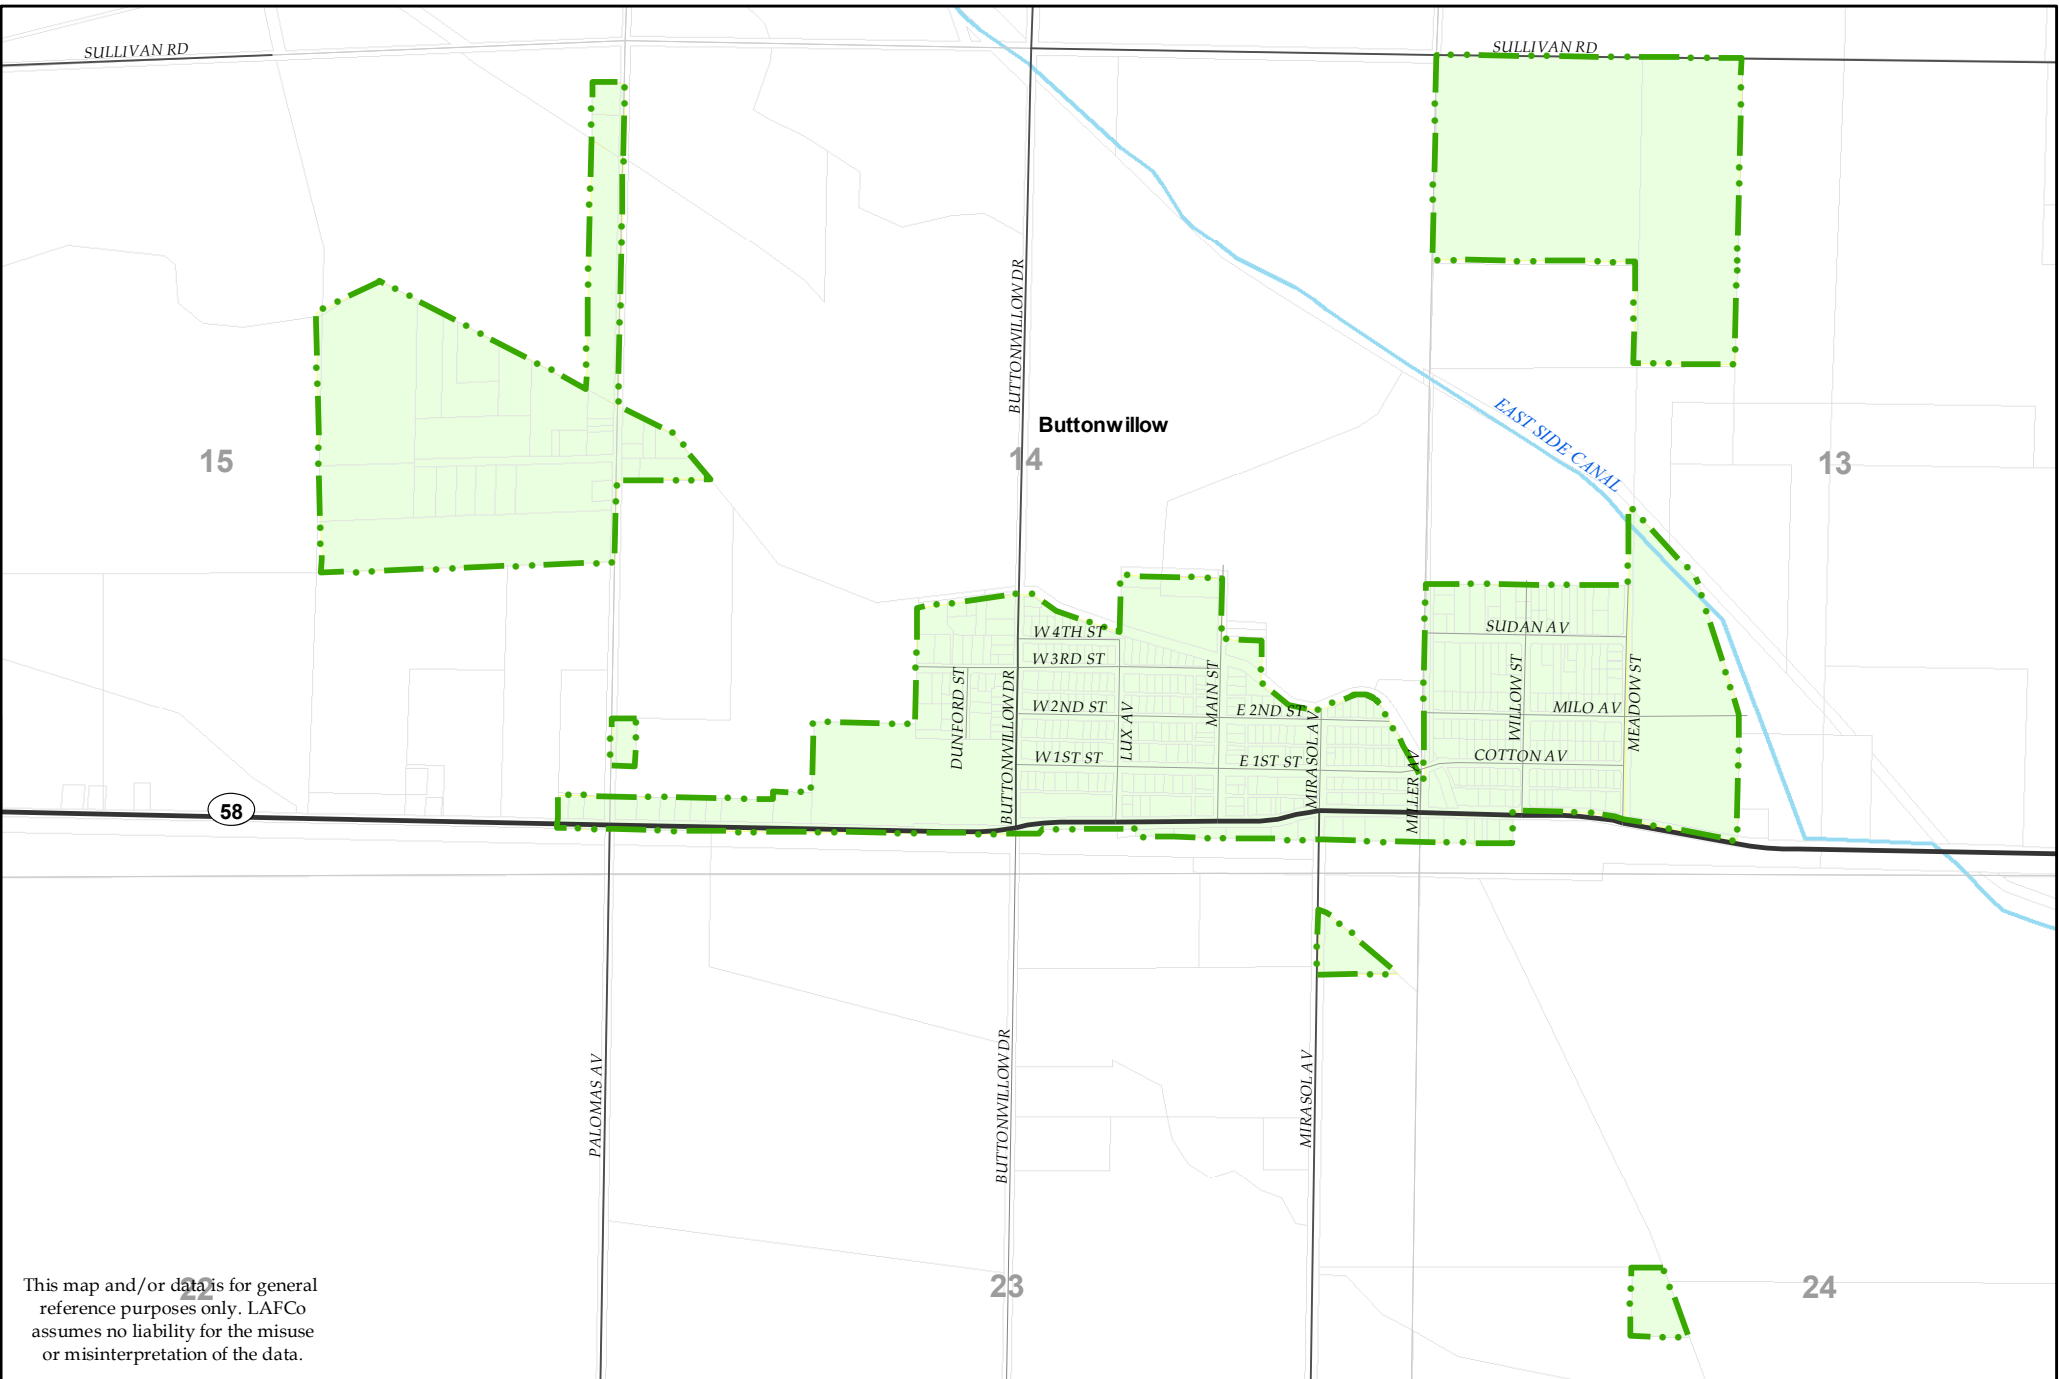 SULLIVAN RD
SULLIVAN RD
BUTTONWILLOW DR
Buttonwillow
EAST SIDE CANAL
15
14
13
W 4TH ST
SUDAN AV
W 3RD ST
DUNFORD ST
BUTTONWILLOW DR
LUX AV
MAIN ST
MIRASOL AV
MILLER AV
WILLOW ST
MEADOW ST
W 2ND ST
E 2ND ST
MILO AV
W 1ST ST
E 1ST ST
COTTON AV
58
PALOMAS AV
BUTTONWILLOW DR
MIRASOL AV
22
23
24
This map and/or data is for general
reference purposes only. LAFCo
assumes no liability for the misuse
or misinterpretation of the data.